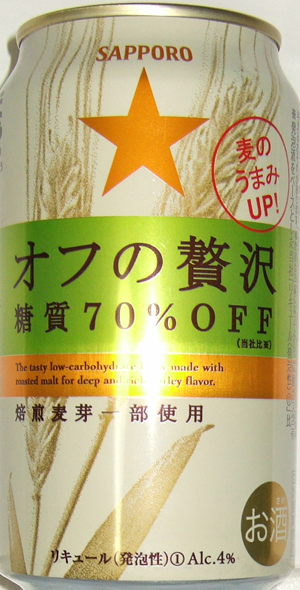 SAPPORO
麦の
うまみ
UP!
オフの贅沢
糖質70%OFF
(当社比※)
The tasty low-carbohydrate made with
roasted malt for deep and rich barley flavor.
焙煎麦芽一部使用
お酒
リキュール(発泡性)① Alc.4%